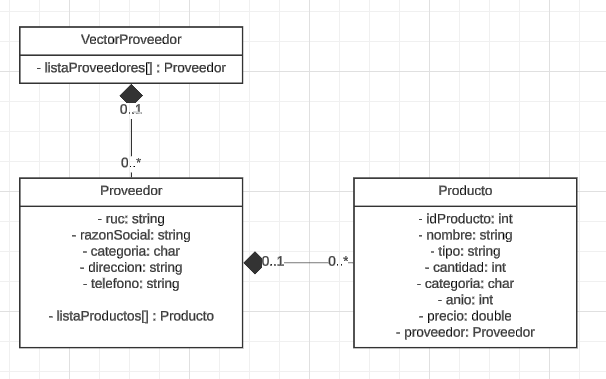 VectorProveedor
- listaProveedores[] : Proveedor
0..1
0..*
Proveedor
- ruc: string
- razonSocial: string
- categoria: char
- direccion: string
- telefono: string
- listaProductos[] : Producto
0..1
0..*
Producto
- idProducto: int
- nombre: string
- tipo: string
- cantidad: int
- categoria: char
- anio: int
- precio: double
- proveedor: Proveedor